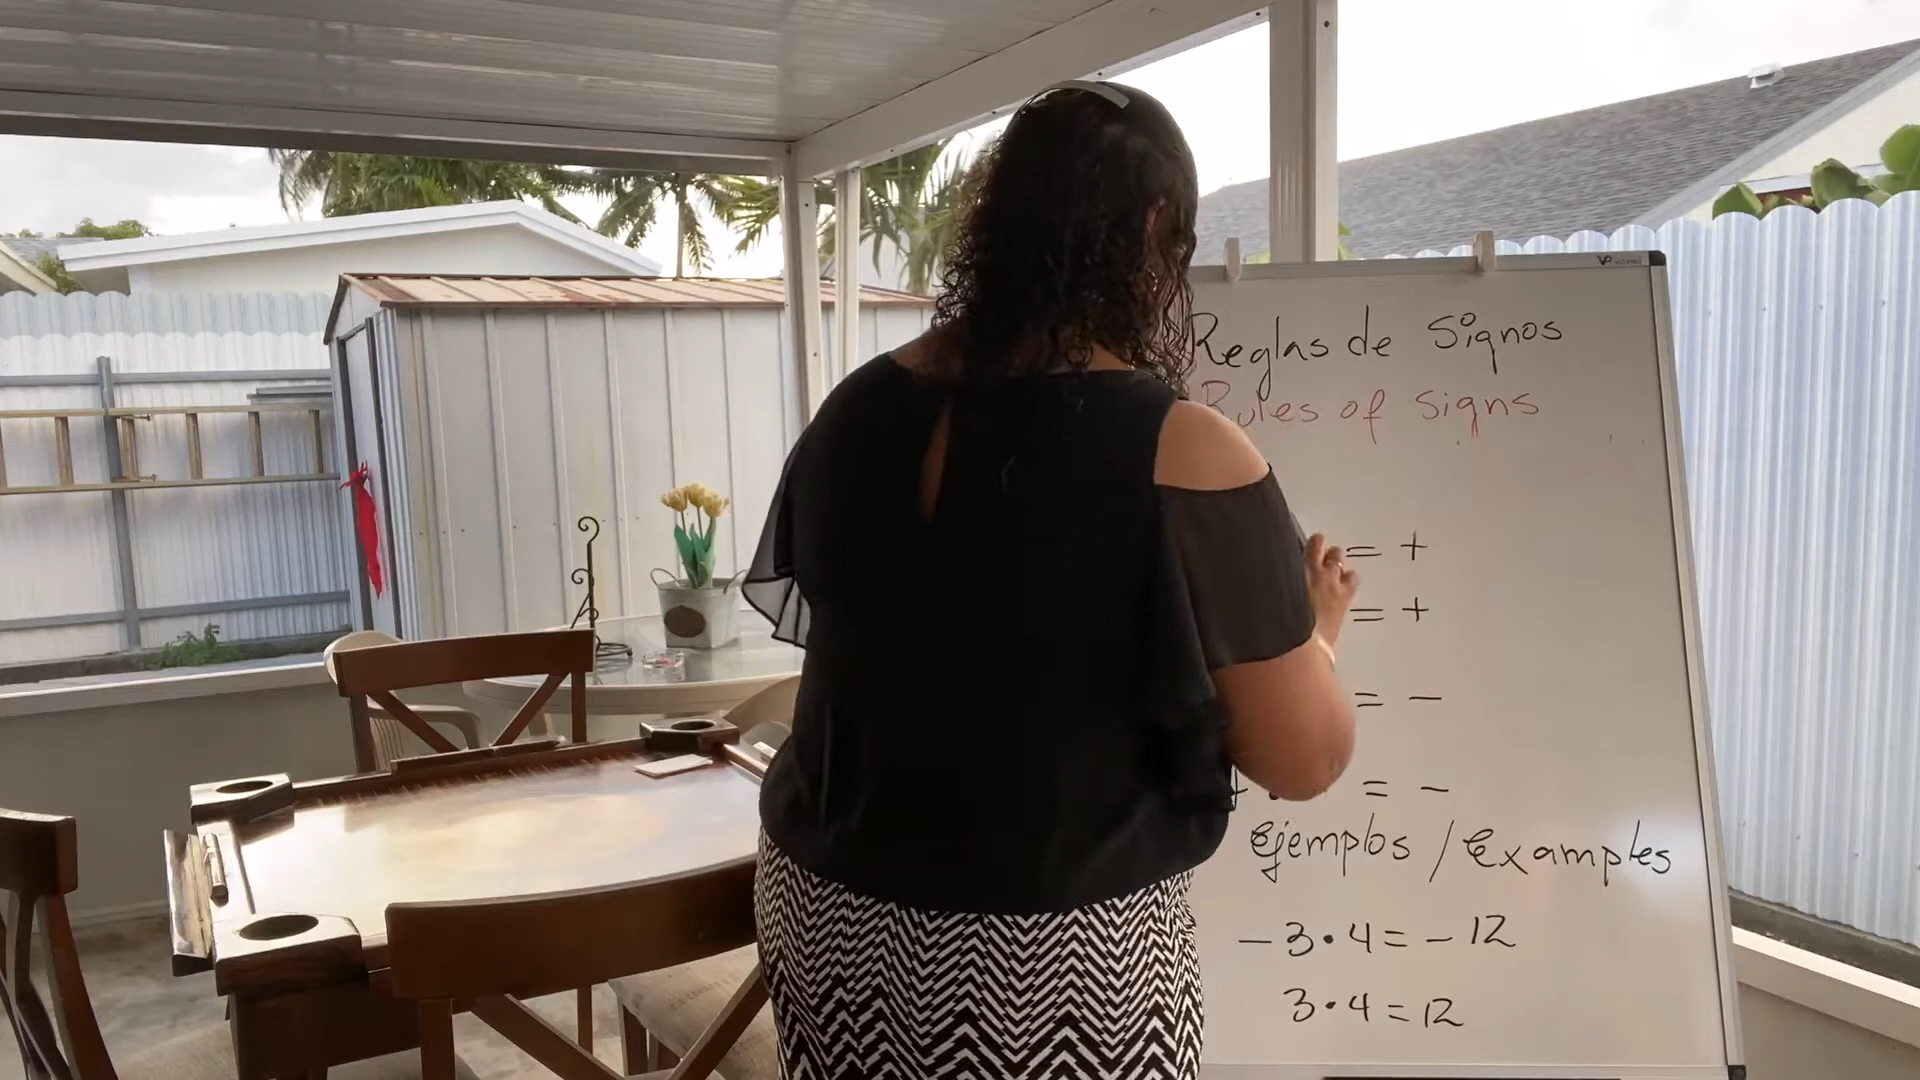 Reglas de Signos
Rules of signs
= +
= +
= -
+ · = -
Ejemplos / Examples
- 3 · 4 = - 12
3 · 4 = 12